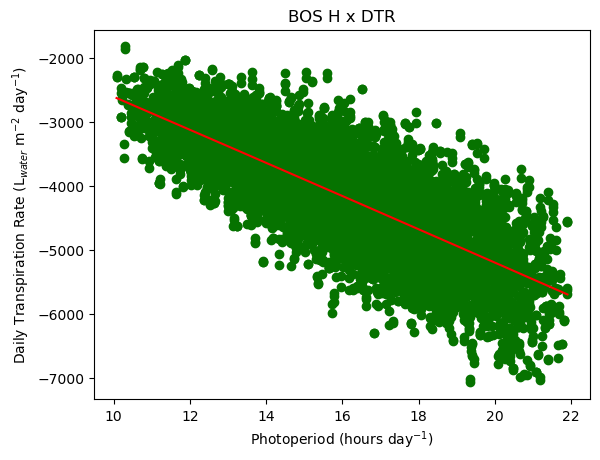 BOS H x DTR
Daily Transpiration Rate (L$_{water}$ m$^{-2}$ day$^{-1}$)
−2000
−3000
−4000
−5000
−6000
−7000
10 12 14 16 18 20 22
Photoperiod (hours day$^{-1}$)